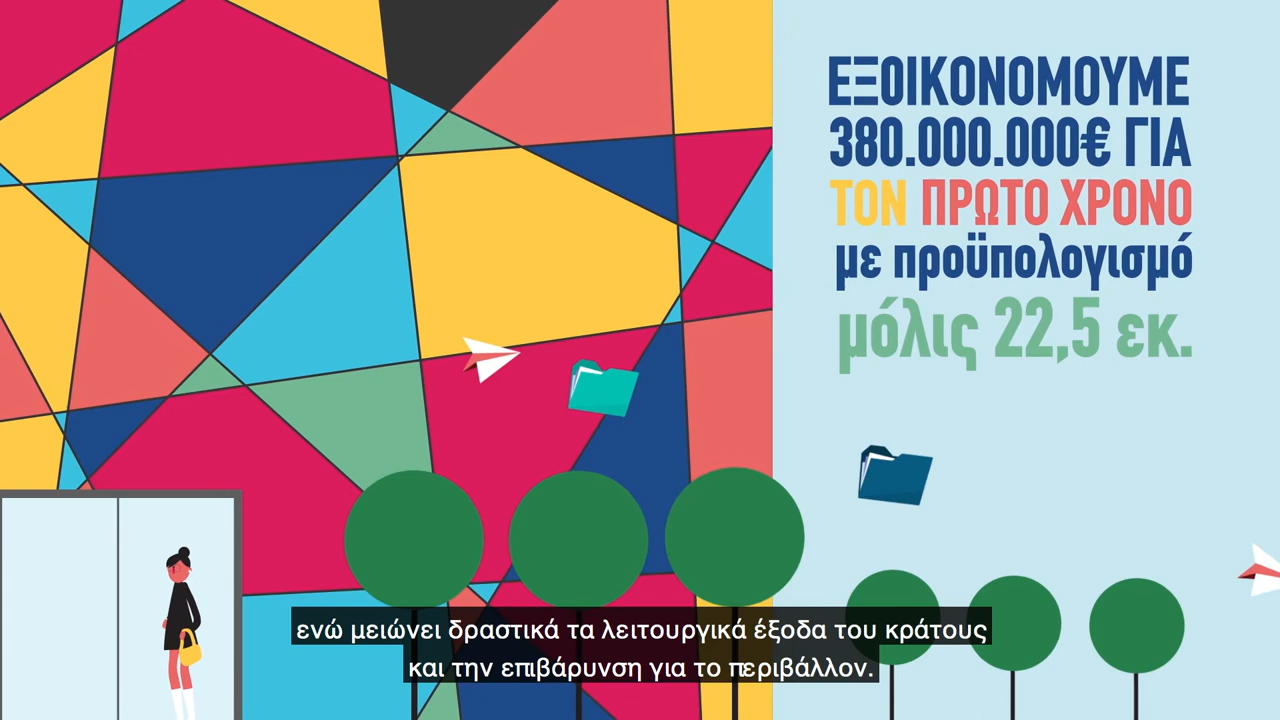 ΕΞΟΙΚΟΝΟΜΟΥΜΕ
380.000.000€ ΓΙΑ
ΤΟΝ ΠΡΩΤΟ ΧΡΟΝΟ
με προϋπολογισμό
μόλις 22,5 εκ.
ενώ μειώνει δραστικά τα λειτουργικά έξοδα του κράτους
και την επιβάρυνση για το περιβάλλον.